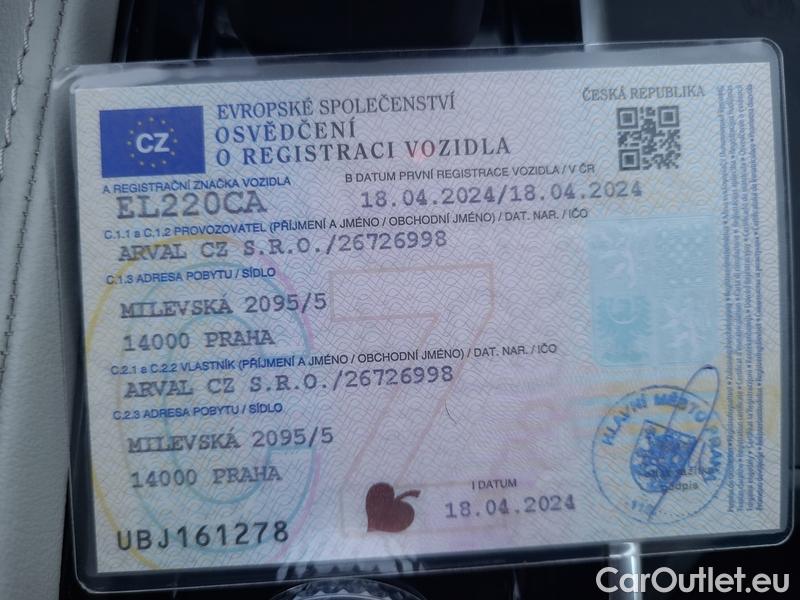 EVROPSKÉ SPOLEČENSTVÍ
ČESKÁ REPUBLIKA
CZ
OSVĚDČENÍ
O REGISTRACI VOZIDLA
A REGISTRAČNÍ ZNAČKA VOZIDLA
B DATUM PRVNÍ REGISTRACE VOZIDLA / V ČR
EL220CA
18.04.2024/18.04.2024
C.1.1 a C.1.2 PROVOZOVATEL (PŘÍJMENÍ A JMÉNO / OBCHODNÍ JMÉNO) / DAT. NAR. / IČO
ARVAL CZ S.R.O./26726998
C.1.3 ADRESA POBYTU / SÍDLO
MILEVSKÁ 2095/5
14000 PRAHA
C.2.1 a C.2.2 VLASTNÍK (PŘÍJMENÍ A JMÉNO / OBCHODNÍ JMÉNO) / DAT. NAR. / IČO
ARVAL CZ S.R.O./26726998
C.2.3 ADRESA POBYTU / SÍDLO
MILEVSKÁ 2095/5
14000 PRAHA
HLAVNÍ MĚSTO PRAHA
podpis
I DATUM
18.04.2024
UBJ161278
CarOutlet.eu